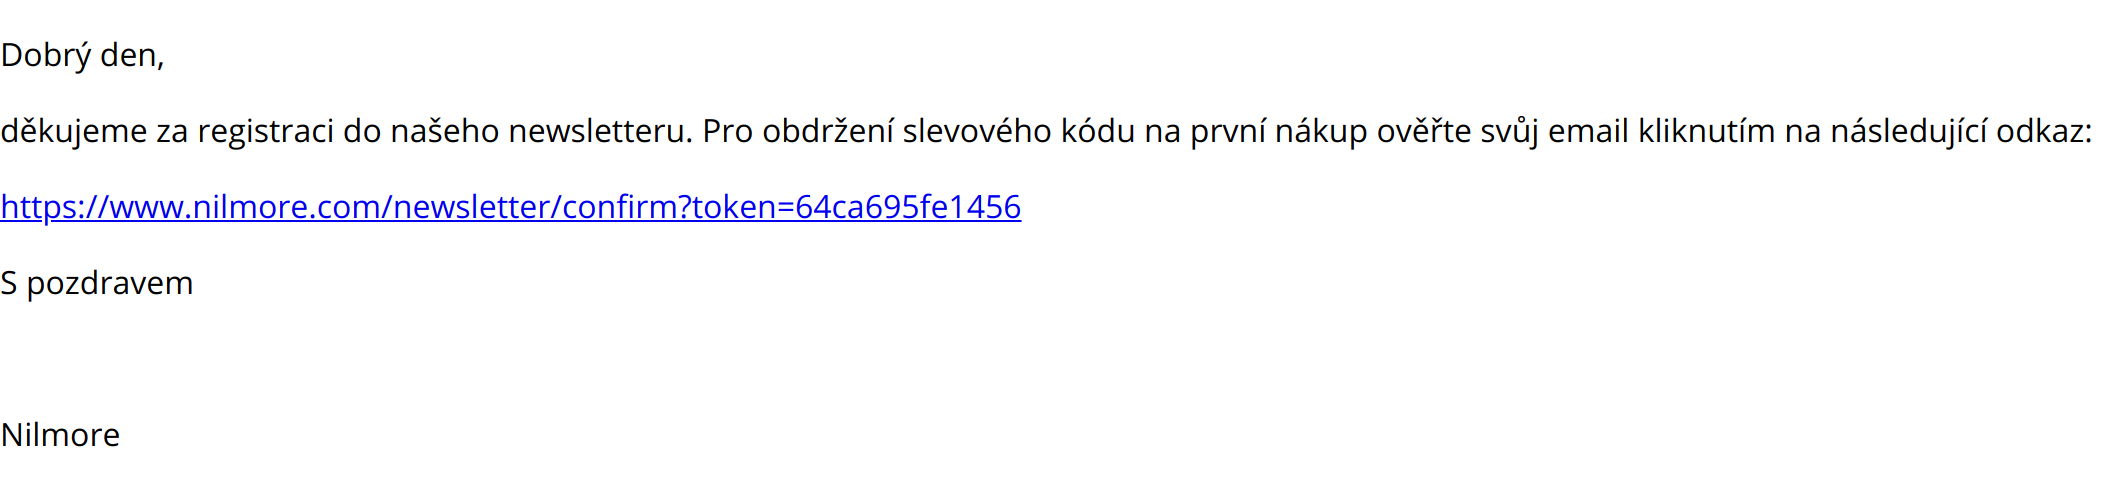 Dobrý den,
děkujeme za registraci do našeho newsletteru. Pro obdržení slevového kódu na první nákup ověřte svůj email kliknutím na následující odkaz:
https://www.nilmore.com/newsletter/confirm?token=64ca695fe1456
S pozdravem
Nilmore